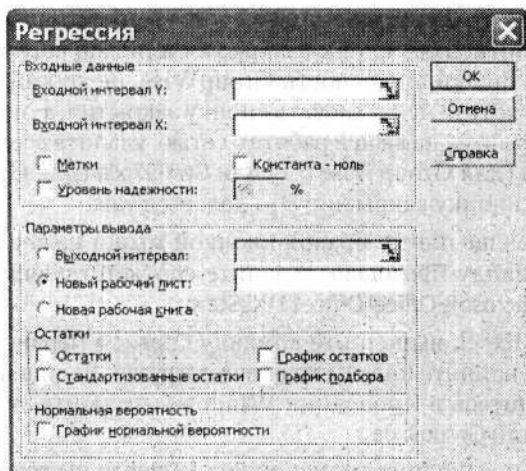 Регрессия
Входные данные
Входной интервал Y:
Входной интервал X:
Метки
Константа - ноль
Уровень надежности:
95 %
OK
Отмена
Справка
Параметры вывода
Выходной интервал:
Новый рабочий лист:
Новая рабочая книга
Остатки
Остатки
График остатков
Стандартизованные остатки
График подбора
Нормальная вероятность
График нормальной вероятности